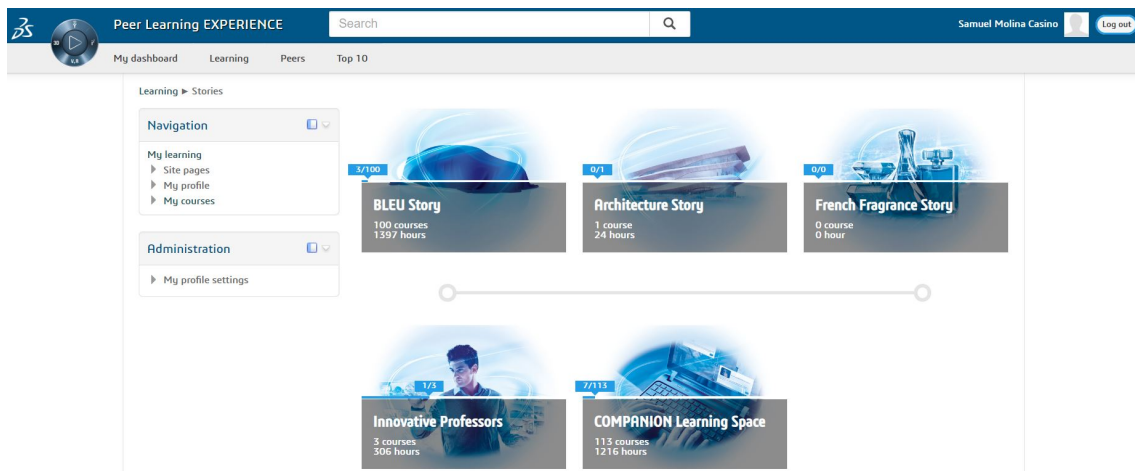 Peer Learning EXPERIENCE
Search
Samuel Molina Casino
Log out
3D
V.R
My dashboard
Learning
Peers
Top 10
Learning ► Stories
Navigation
My learning
Site pages
My profile
My courses
Administration
My profile settings
3/100
BLEU Story
100 courses
1397 hours
0/1
Architecture Story
1 course
24 hours
0/0
French Fragrance Story
0 course
0 hour
1/3
Innovative Professors
3 courses
306 hours
7/113
COMPANION Learning Space
113 courses
1216 hours